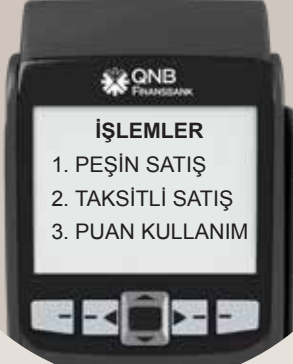 QNB
FINANSBANK
İŞLEMLER
1. PEŞİN SATIŞ
2. TAKSİTLİ SATIŞ
3. PUAN KULLANIM